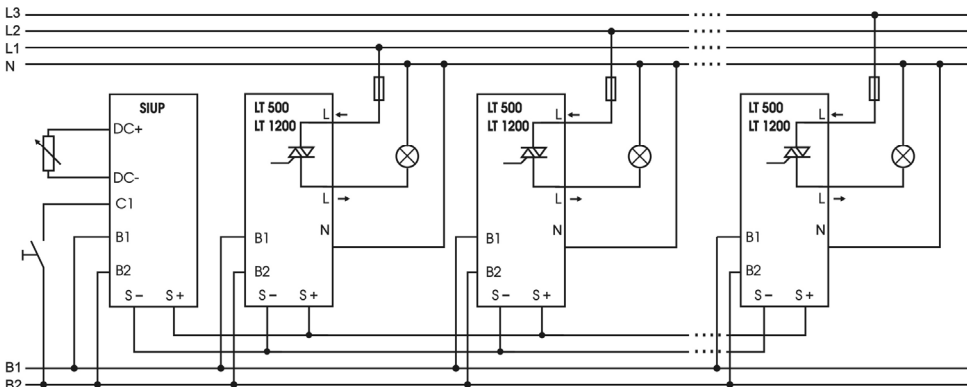 L3
L2
L1
N
SIUP
DC+
DC-
C1
B1
B2
S- S+
LT 500
LT 1200
L
L
N
B1
B2
S- S+
LT 500
LT 1200
L
L
N
B1
B2
S- S+
LT 500
LT 1200
L
L
N
B1
B2
S- S+
B1
B2